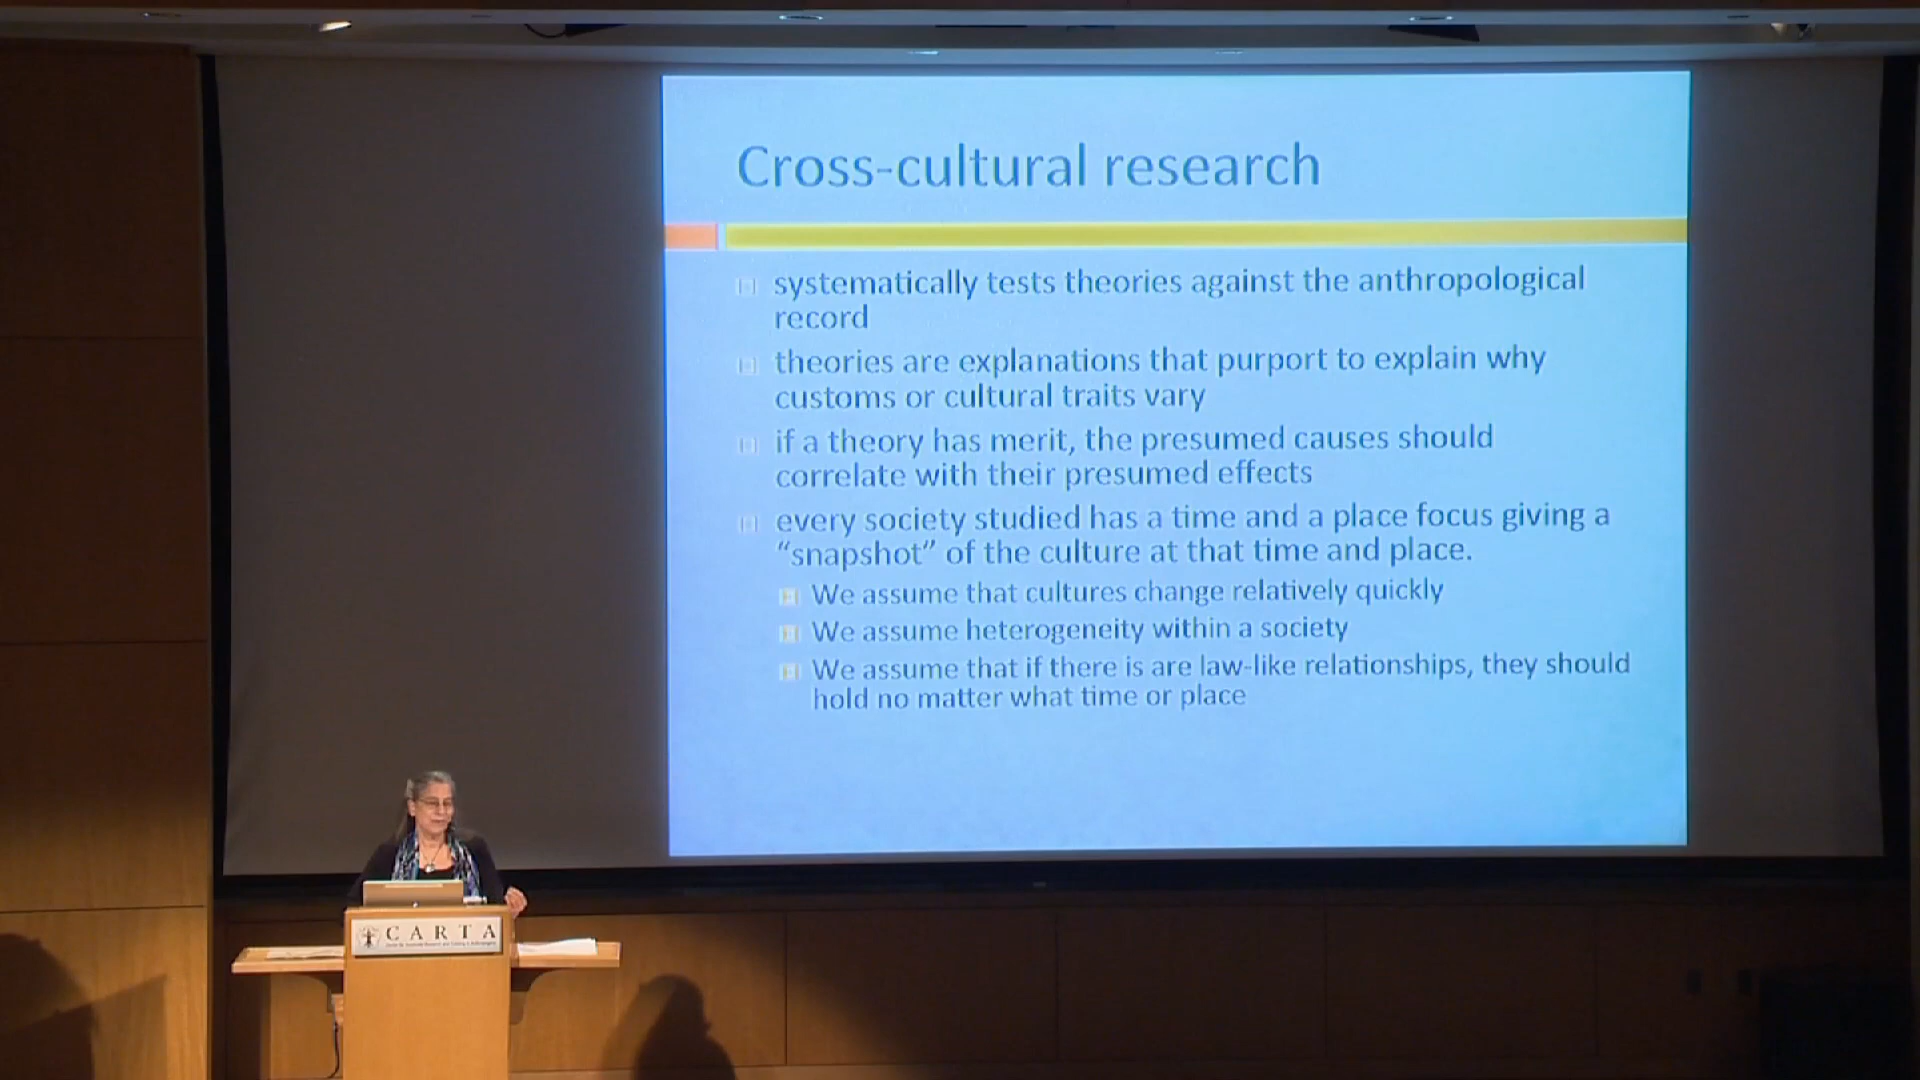 Cross-cultural research
systematically tests theories against the anthropological
record
theories are explanations that purport to explain why
customs or cultural traits vary
if a theory has merit, the presumed causes should
correlate with their presumed effects
every society studied has a time and a place focus giving a
“snapshot” of the culture at that time and place.
We assume that cultures change relatively quickly
We assume heterogeneity within a society
We assume that if there is are law-like relationships, they should
hold no matter what time or place
CARTA